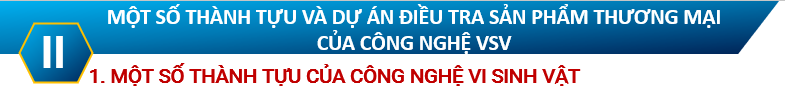 II
MỘT SỐ THÀNH TỰU VÀ DỰ ÁN ĐIỀU TRA SẢN PHẨM THƯƠNG MẠI
CỦA CÔNG NGHỆ VSV
1. MỘT SỐ THÀNH TỰU CỦA CÔNG NGHỆ VI SINH VẬT